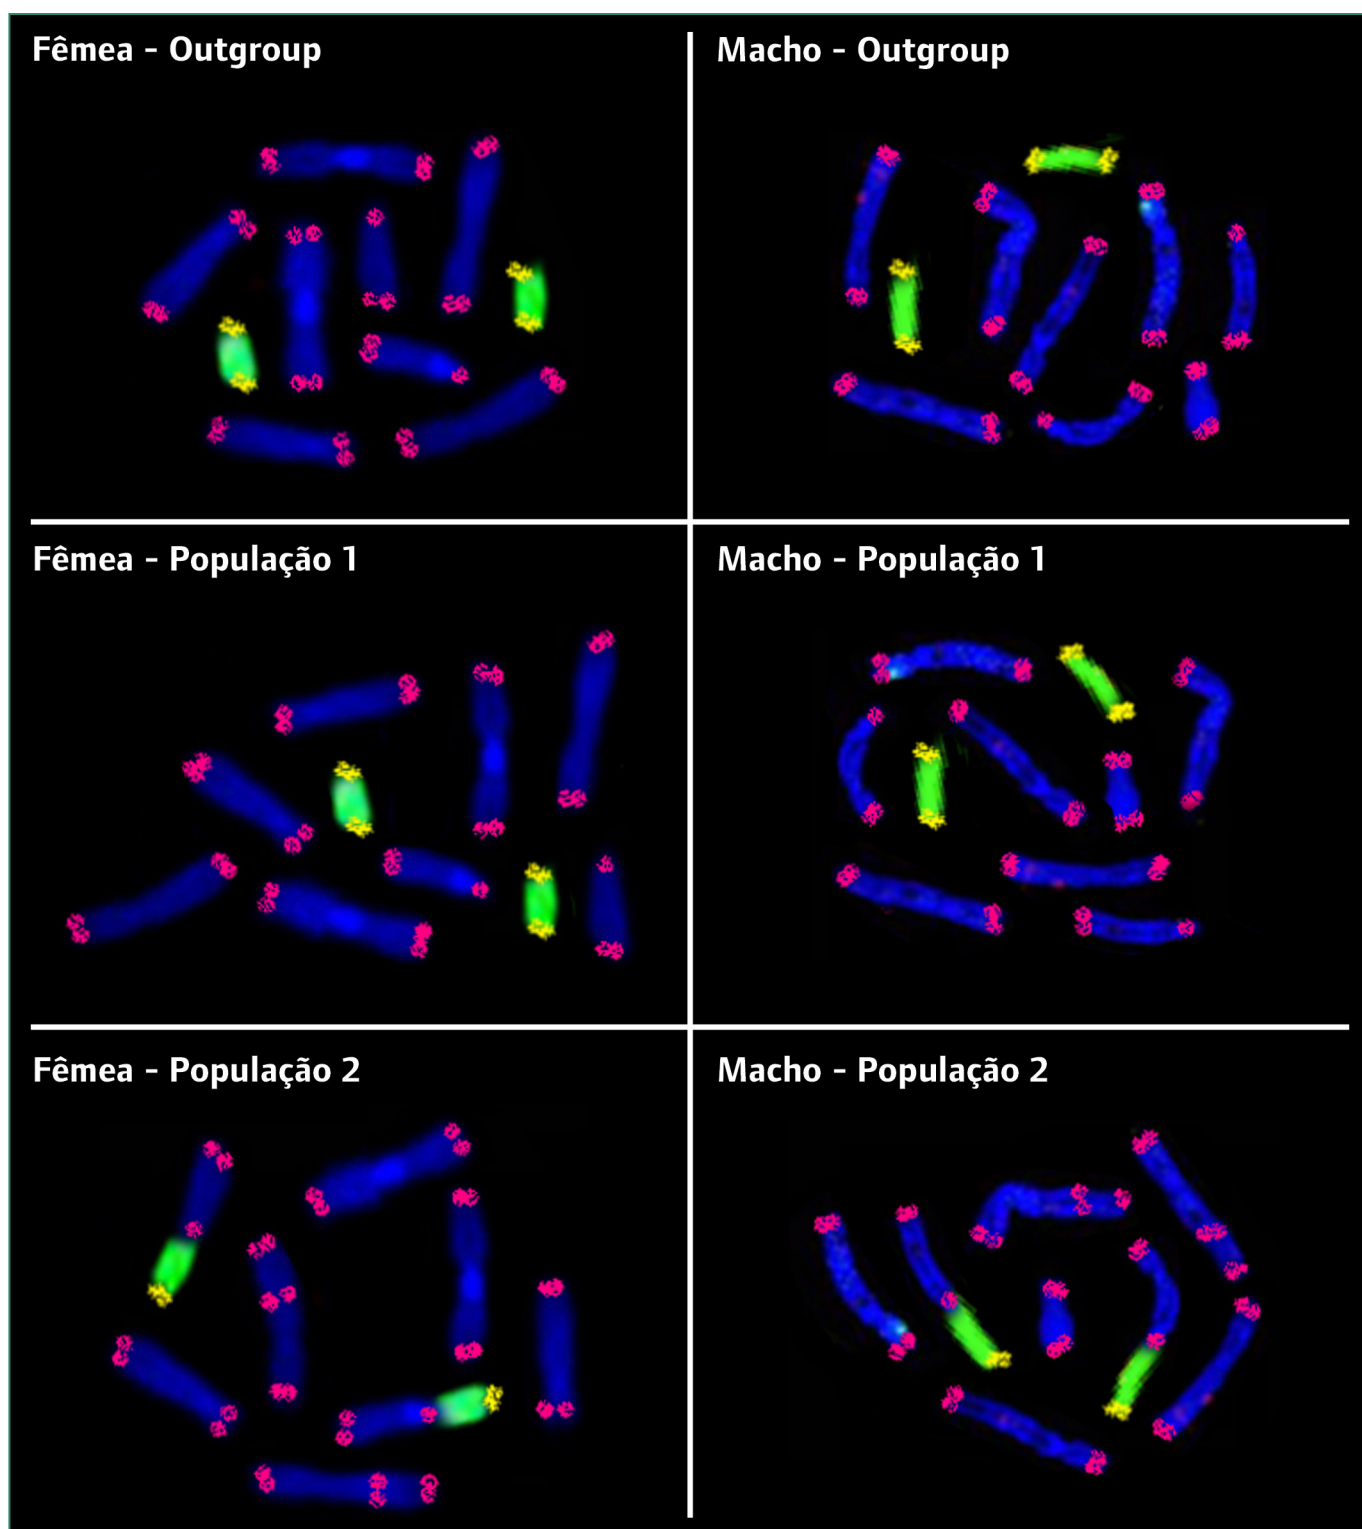 Fêmea - Outgroup
Macho - Outgroup
Fêmea - População 1
Macho - População 1
Fêmea - População 2
Macho - População 2